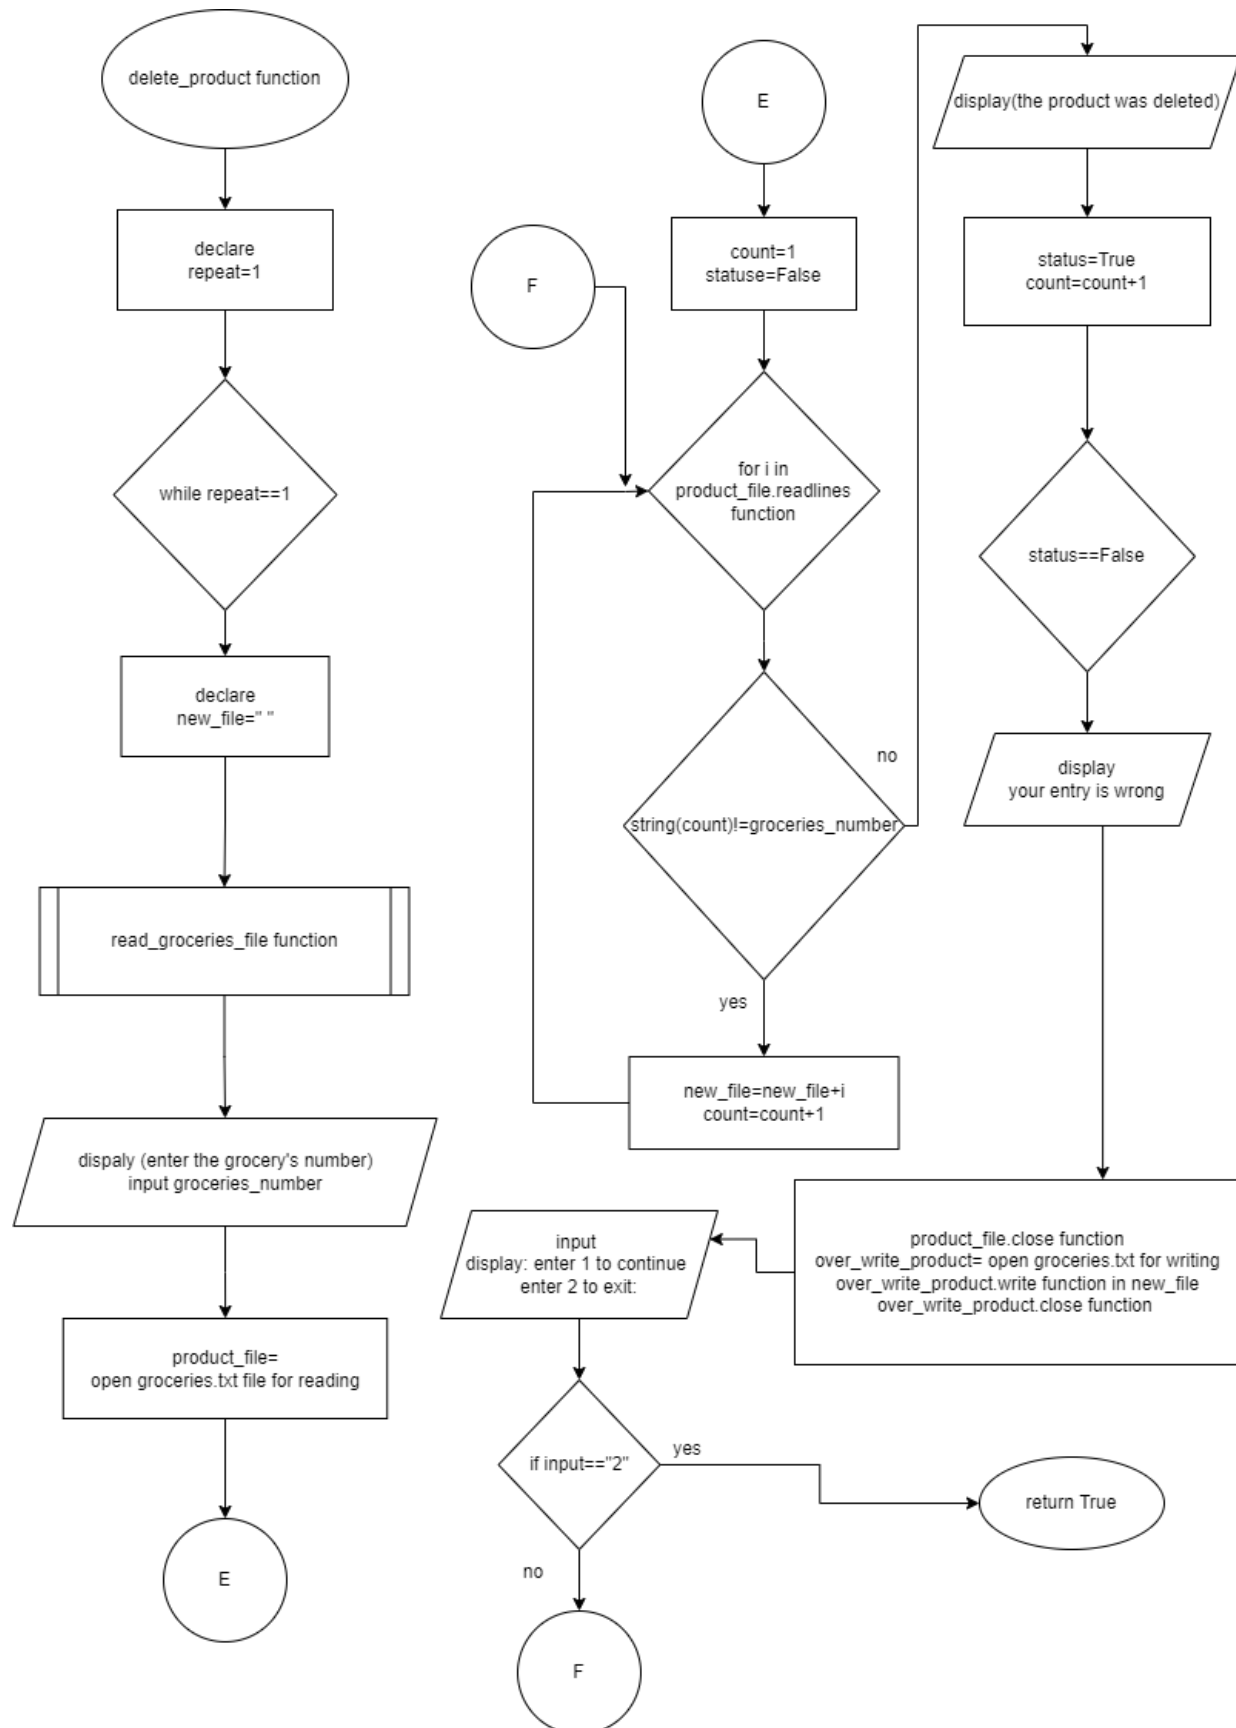 delete_product function
declare
repeat=1
while repeat==1
declare
new_file=" "
read_groceries_file function
dispaly (enter the grocery's number)
input groceries_number
product_file=
open groceries.txt file for reading
E
E
F
count=1
statuse=False
for i in
product_file.readlines
function
string(count)!=groceries_number
no
yes
new_file=new_file+i
count=count+1
display(the product was deleted)
status=True
count=count+1
status==False
display
your entry is wrong
product_file.close function
over_write_product= open groceries.txt for writing
over_write_product.write function in new_file
over_write_product.close function
input
display: enter 1 to continue
enter 2 to exit:
if input=="2"
yes
return True
no
F